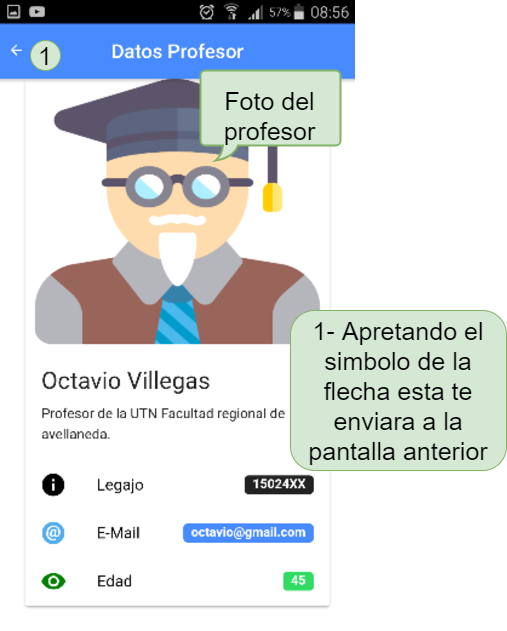 57% 08:56
1 Datos Profesor
Foto del
profesor
1- Apretando el
simbolo de la
flecha esta te
enviara a la
pantalla anterior
Octavio Villegas
Profesor de la UTN Facultad regional de
avellaneda.
Legajo 15024XX
@ E-Mail octavio@gmail.com
Edad 45